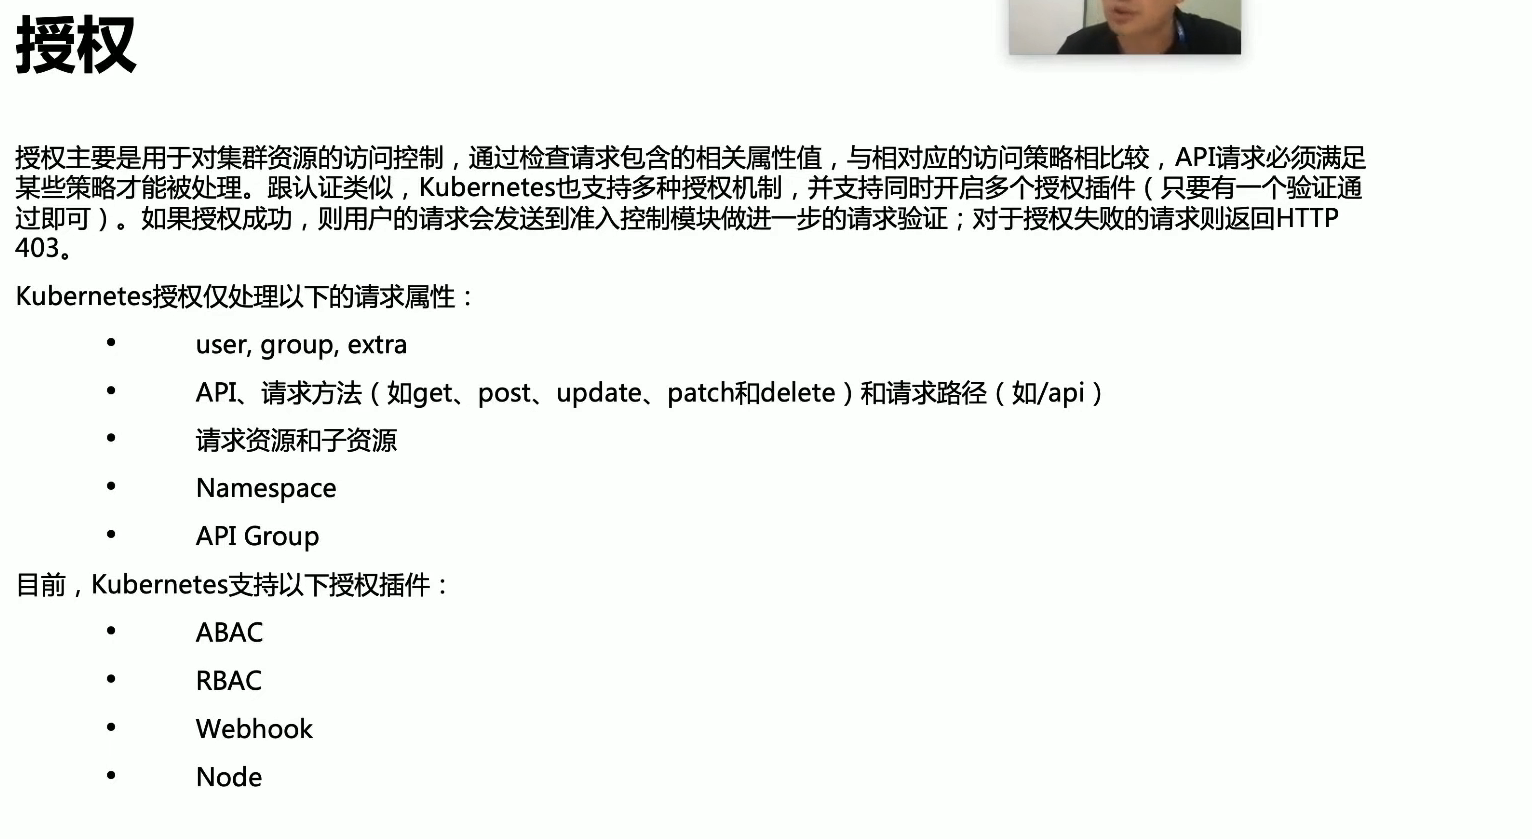 授权
授权主要是用于对集群资源的访问控制，通过检查请求包含的相关属性值，与相对应的访问策略相比较，API请求必须满足
某些策略才能被处理。跟认证类似，Kubernetes也支持多种授权机制，并支持同时开启多个授权插件（只要有一个验证通
过即可）。如果授权成功，则用户的请求会发送到准入控制模块做进一步的请求验证；对于授权失败的请求则返回HTTP
403。
Kubernetes授权仅处理以下的请求属性：
• user, group, extra
• API、请求方法（如get、post、update、patch和delete）和请求路径（如/api）
• 请求资源和子资源
• Namespace
• API Group
目前，Kubernetes支持以下授权插件：
• ABAC
• RBAC
• Webhook
• Node